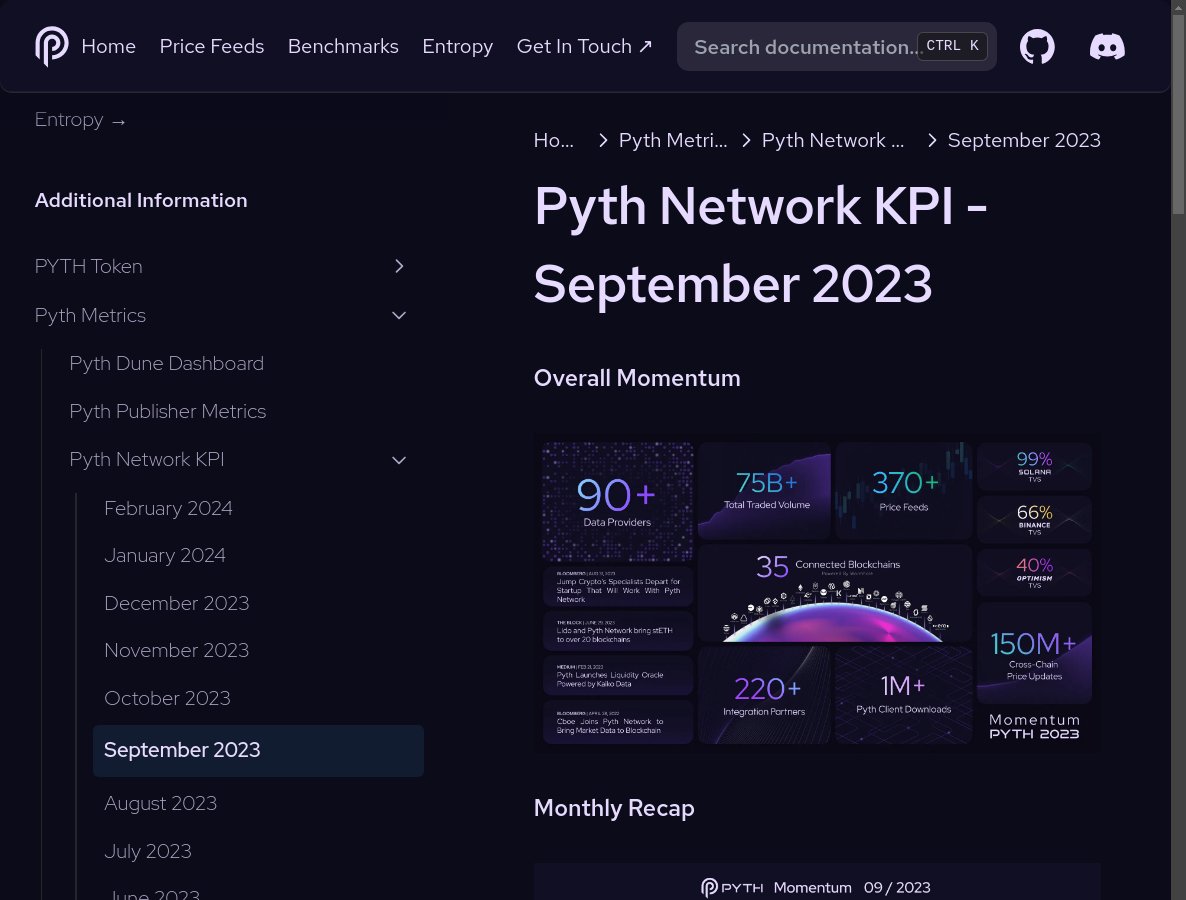 Home Price Feeds Benchmarks Entropy Get In Touch ↗ Search documentation... CTRL K
Entropy →
Additional Information
PYTH Token
Pyth Metrics
Pyth Dune Dashboard
Pyth Publisher Metrics
Pyth Network KPI
February 2024
January 2024
December 2023
November 2023
October 2023
September 2023
August 2023
July 2023
June 2023
Ho... > Pyth Metri... > Pyth Network ... > September 2023
Pyth Network KPI -
September 2023
Overall Momentum
90+
Data Providers
75B+
Total Traded Volume
370+
Price Feeds
99%
SOLANA
TVS
66%
BINANCE
TVS
40%
OPTIMISM
TVS
35 Connected Blockchains
BLOOMBERG | AUG
Jump Crypto's Specialists Depart for
Startup That Will Work With Pyth
Network
THE BLOCK | JUNE
Lido and Pyth Network bring stETH
to over 20 blockchains
MEDIUM | FEB 21, 2023
Pyth Launches Liquidity Oracle
Powered by Kaiko Data
BLOOMBERG | APRIL
Cboe Joins Pyth Network to
Bring Market Data to Blockchain
220+
Integration Partners
1M+
Pyth Client Downloads
150M+
Cross-Chain
Price Updates
Momentum
PYTH 2023
Monthly Recap
PYTH Momentum 09 / 2023